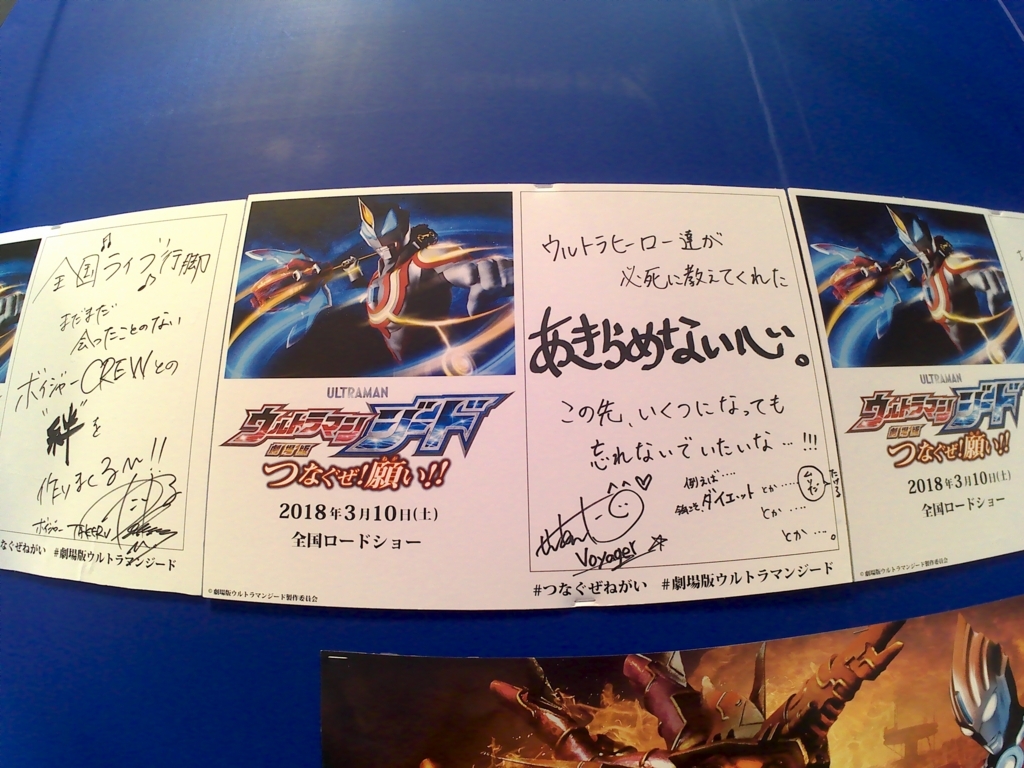 全国ライブ行脚
まだまだ
会ったことのない
ボイジャーCREWとの
"絆"を
作りまくる〜!!
ボイジャー TAKERU
なぐぜねがい #劇場版ウルトラマンジード
ULTRAMAN
ウルトラマンジード
劇場版
つなぐぜ!願い!!
2018年3月10日(土)
全国ロードショー
©劇場版ウルトラマンジード製作委員会
ウルトラヒーロー達が
必死に教えてくれた
あきらめない心。
この先、いくつになっても
忘れないでいたいな…!!!
例えば‥‥
ダイエットとか‥‥
とか‥‥
とか‥‥。
Voyager
#つなぐぜねがい #劇場版ウルトラマンジード
ULTRAMAN
ウルトラマンジー
劇場版
つなぐぜ!願い!!
2018年3月10日(土)
全国ロードショー
©劇場版ウルトラマンジード製作委員会